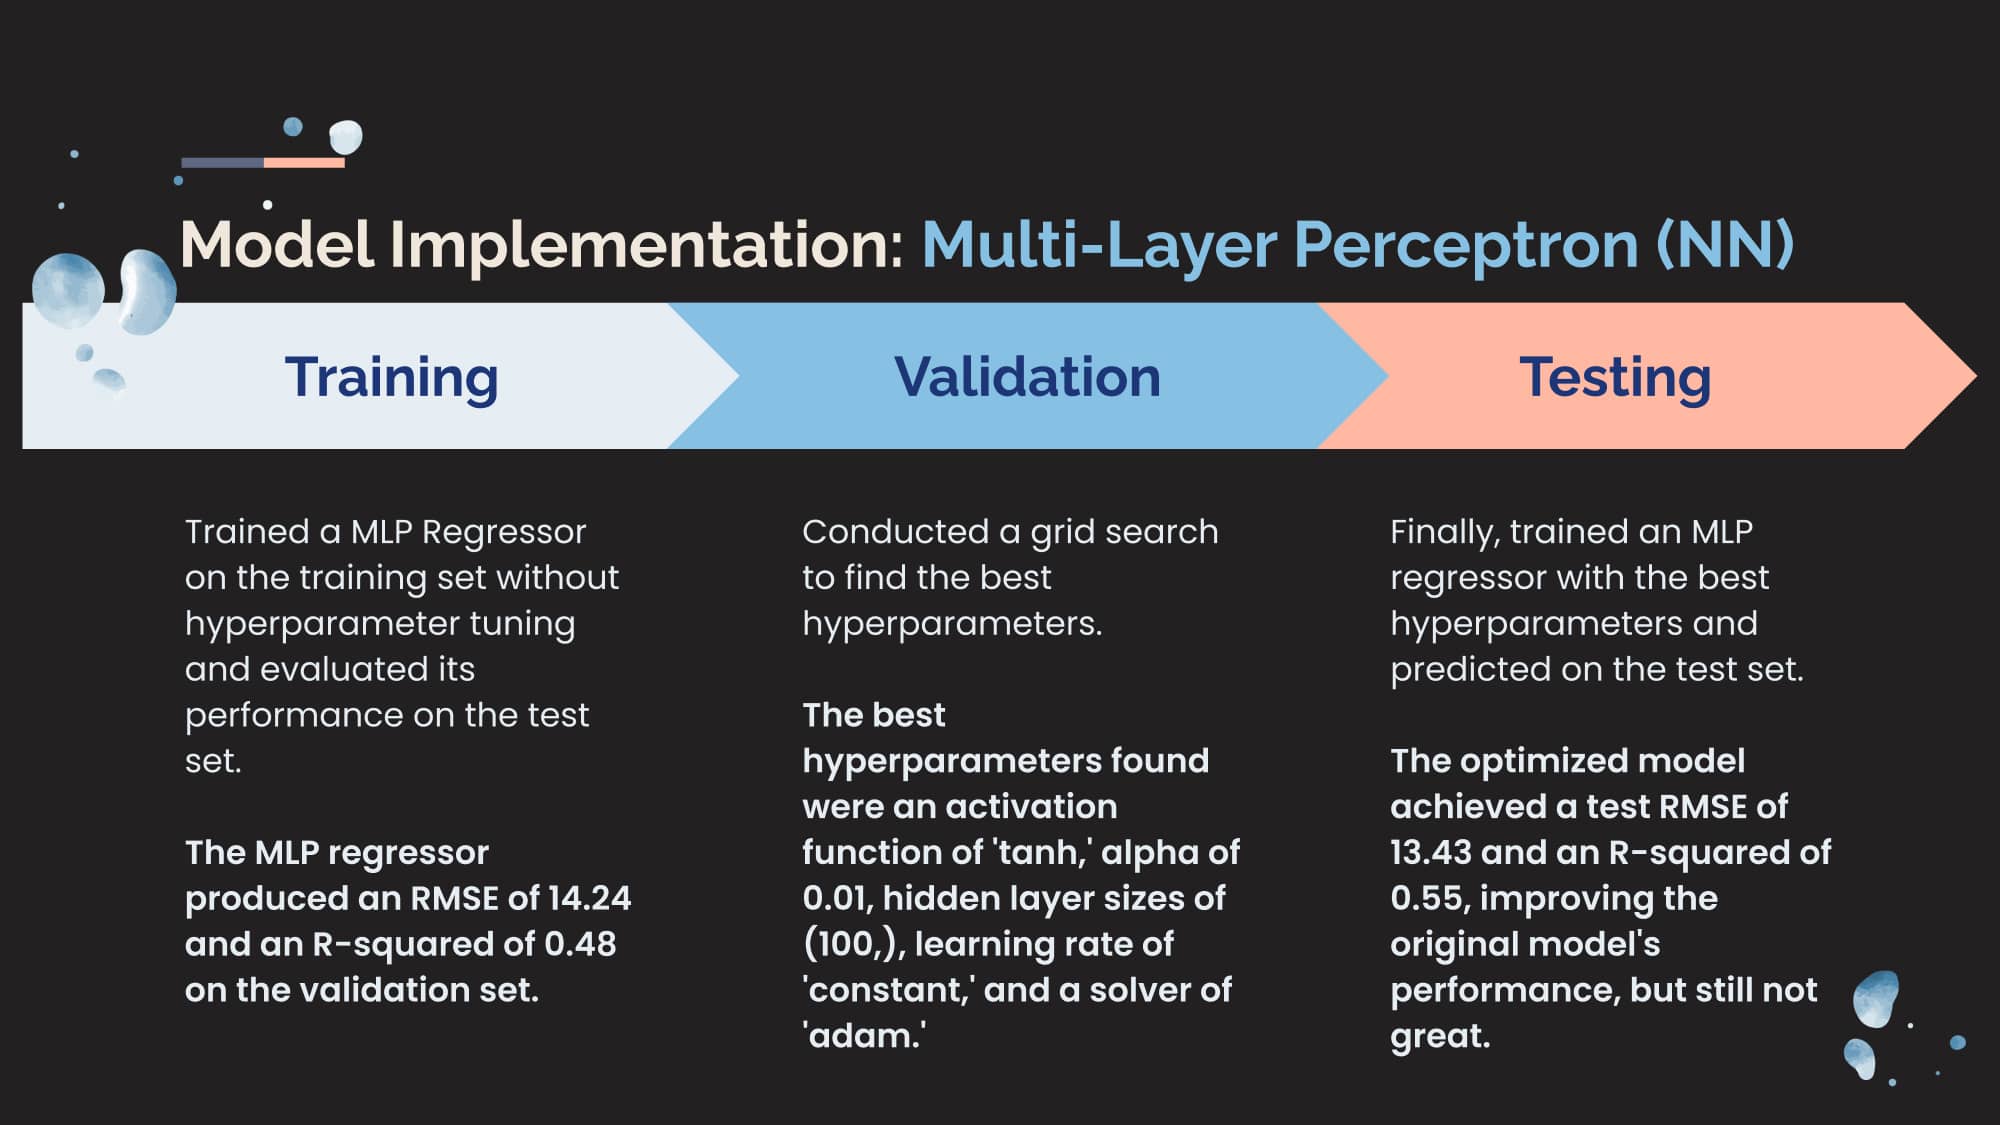 Model Implementation: Multi-Layer Perceptron (NN)
Training
Validation
Testing
Trained a MLP Regressor
on the training set without
hyperparameter tuning
and evaluated its
performance on the test
set.
The MLP regressor
produced an RMSE of 14.24
and an R-squared of 0.48
on the validation set.
Conducted a grid search
to find the best
hyperparameters.
The best
hyperparameters found
were an activation
function of 'tanh,' alpha of
0.01, hidden layer sizes of
(100,), learning rate of
'constant,' and a solver of
'adam.'
Finally, trained an MLP
regressor with the best
hyperparameters and
predicted on the test set.
The optimized model
achieved a test RMSE of
13.43 and an R-squared of
0.55, improving the
original model's
performance, but still not
great.